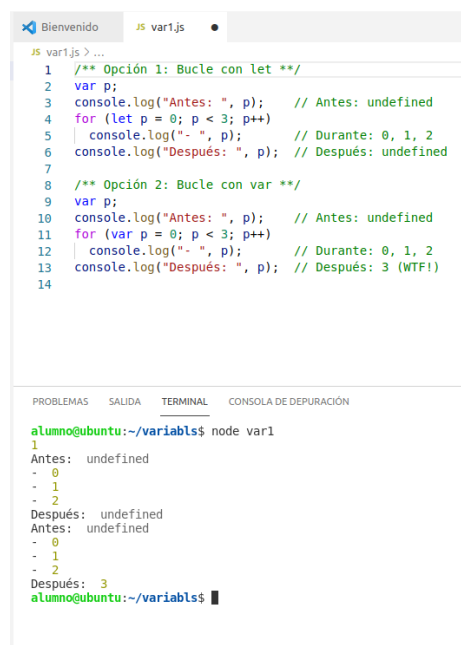 Bienvenido JS var1.js ●
JS var1.js > ...
1 /** Opción 1: Bucle con let **/
2 var p;
3 console.log("Antes: ", p);    // Antes: undefined
4 for (let p = 0; p < 3; p++)
5   console.log("- ", p);       // Durante: 0, 1, 2
6 console.log("Después: ", p);  // Después: undefined
7
8 /** Opción 2: Bucle con var **/
9 var p;
10 console.log("Antes: ", p);    // Antes: undefined
11 for (var p = 0; p < 3; p++)
12   console.log("- ", p);       // Durante: 0, 1, 2
13 console.log("Después: ", p);  // Después: 3 (WTF!)
14
PROBLEMAS SALIDA TERMINAL CONSOLA DE DEPURACIÓN
alumno@ubuntu:~/variabls$ node var1
1
Antes:  undefined
-  0
-  1
-  2
Después:  undefined
Antes:  undefined
-  0
-  1
-  2
Después:  3
alumno@ubuntu:~/variabls$